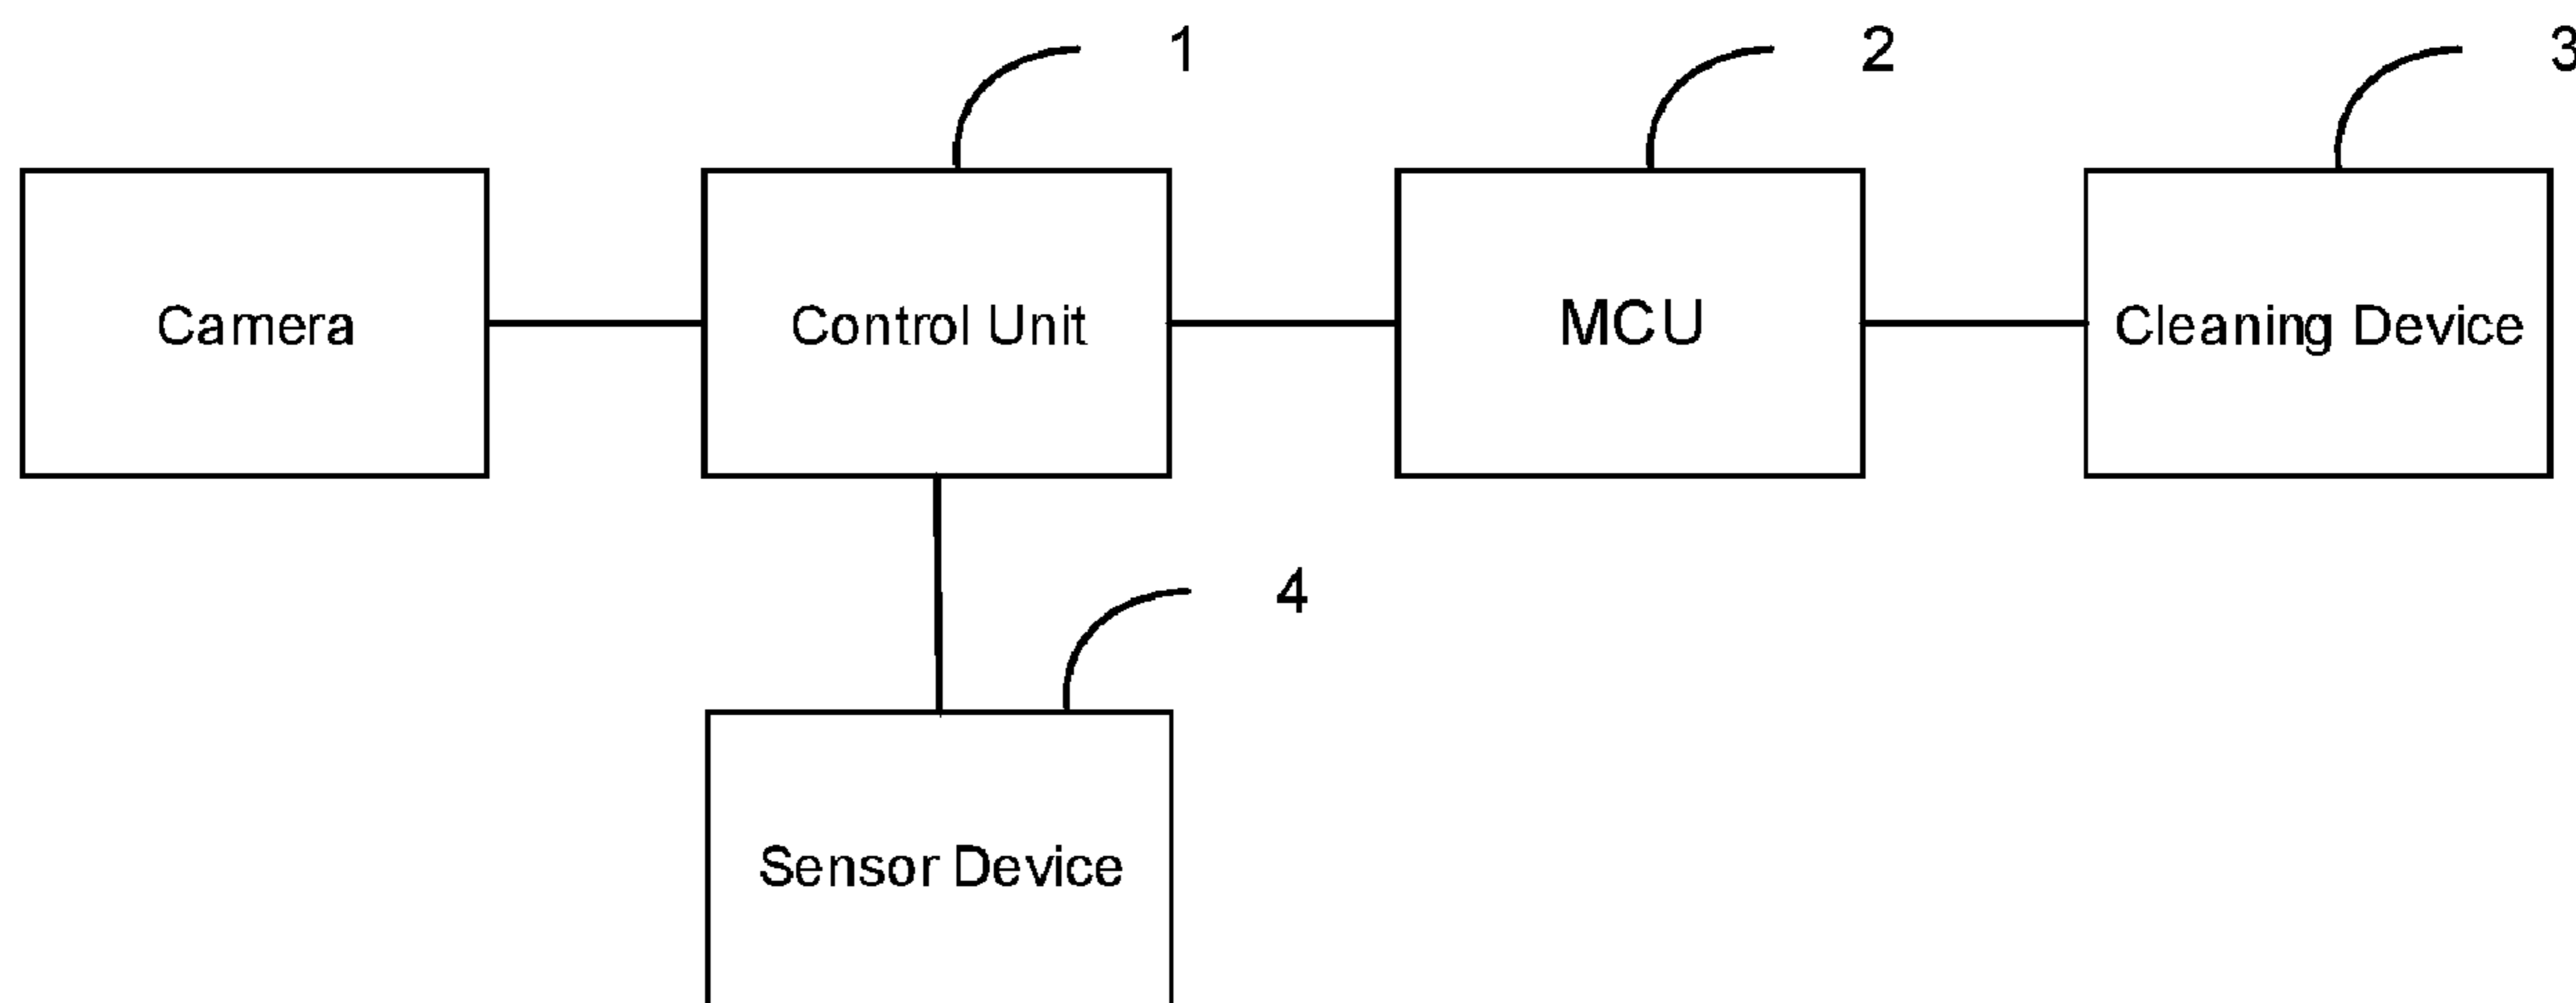 1
2
3
Camera
Control Unit
MCU
Cleaning Device
4
Sensor Device